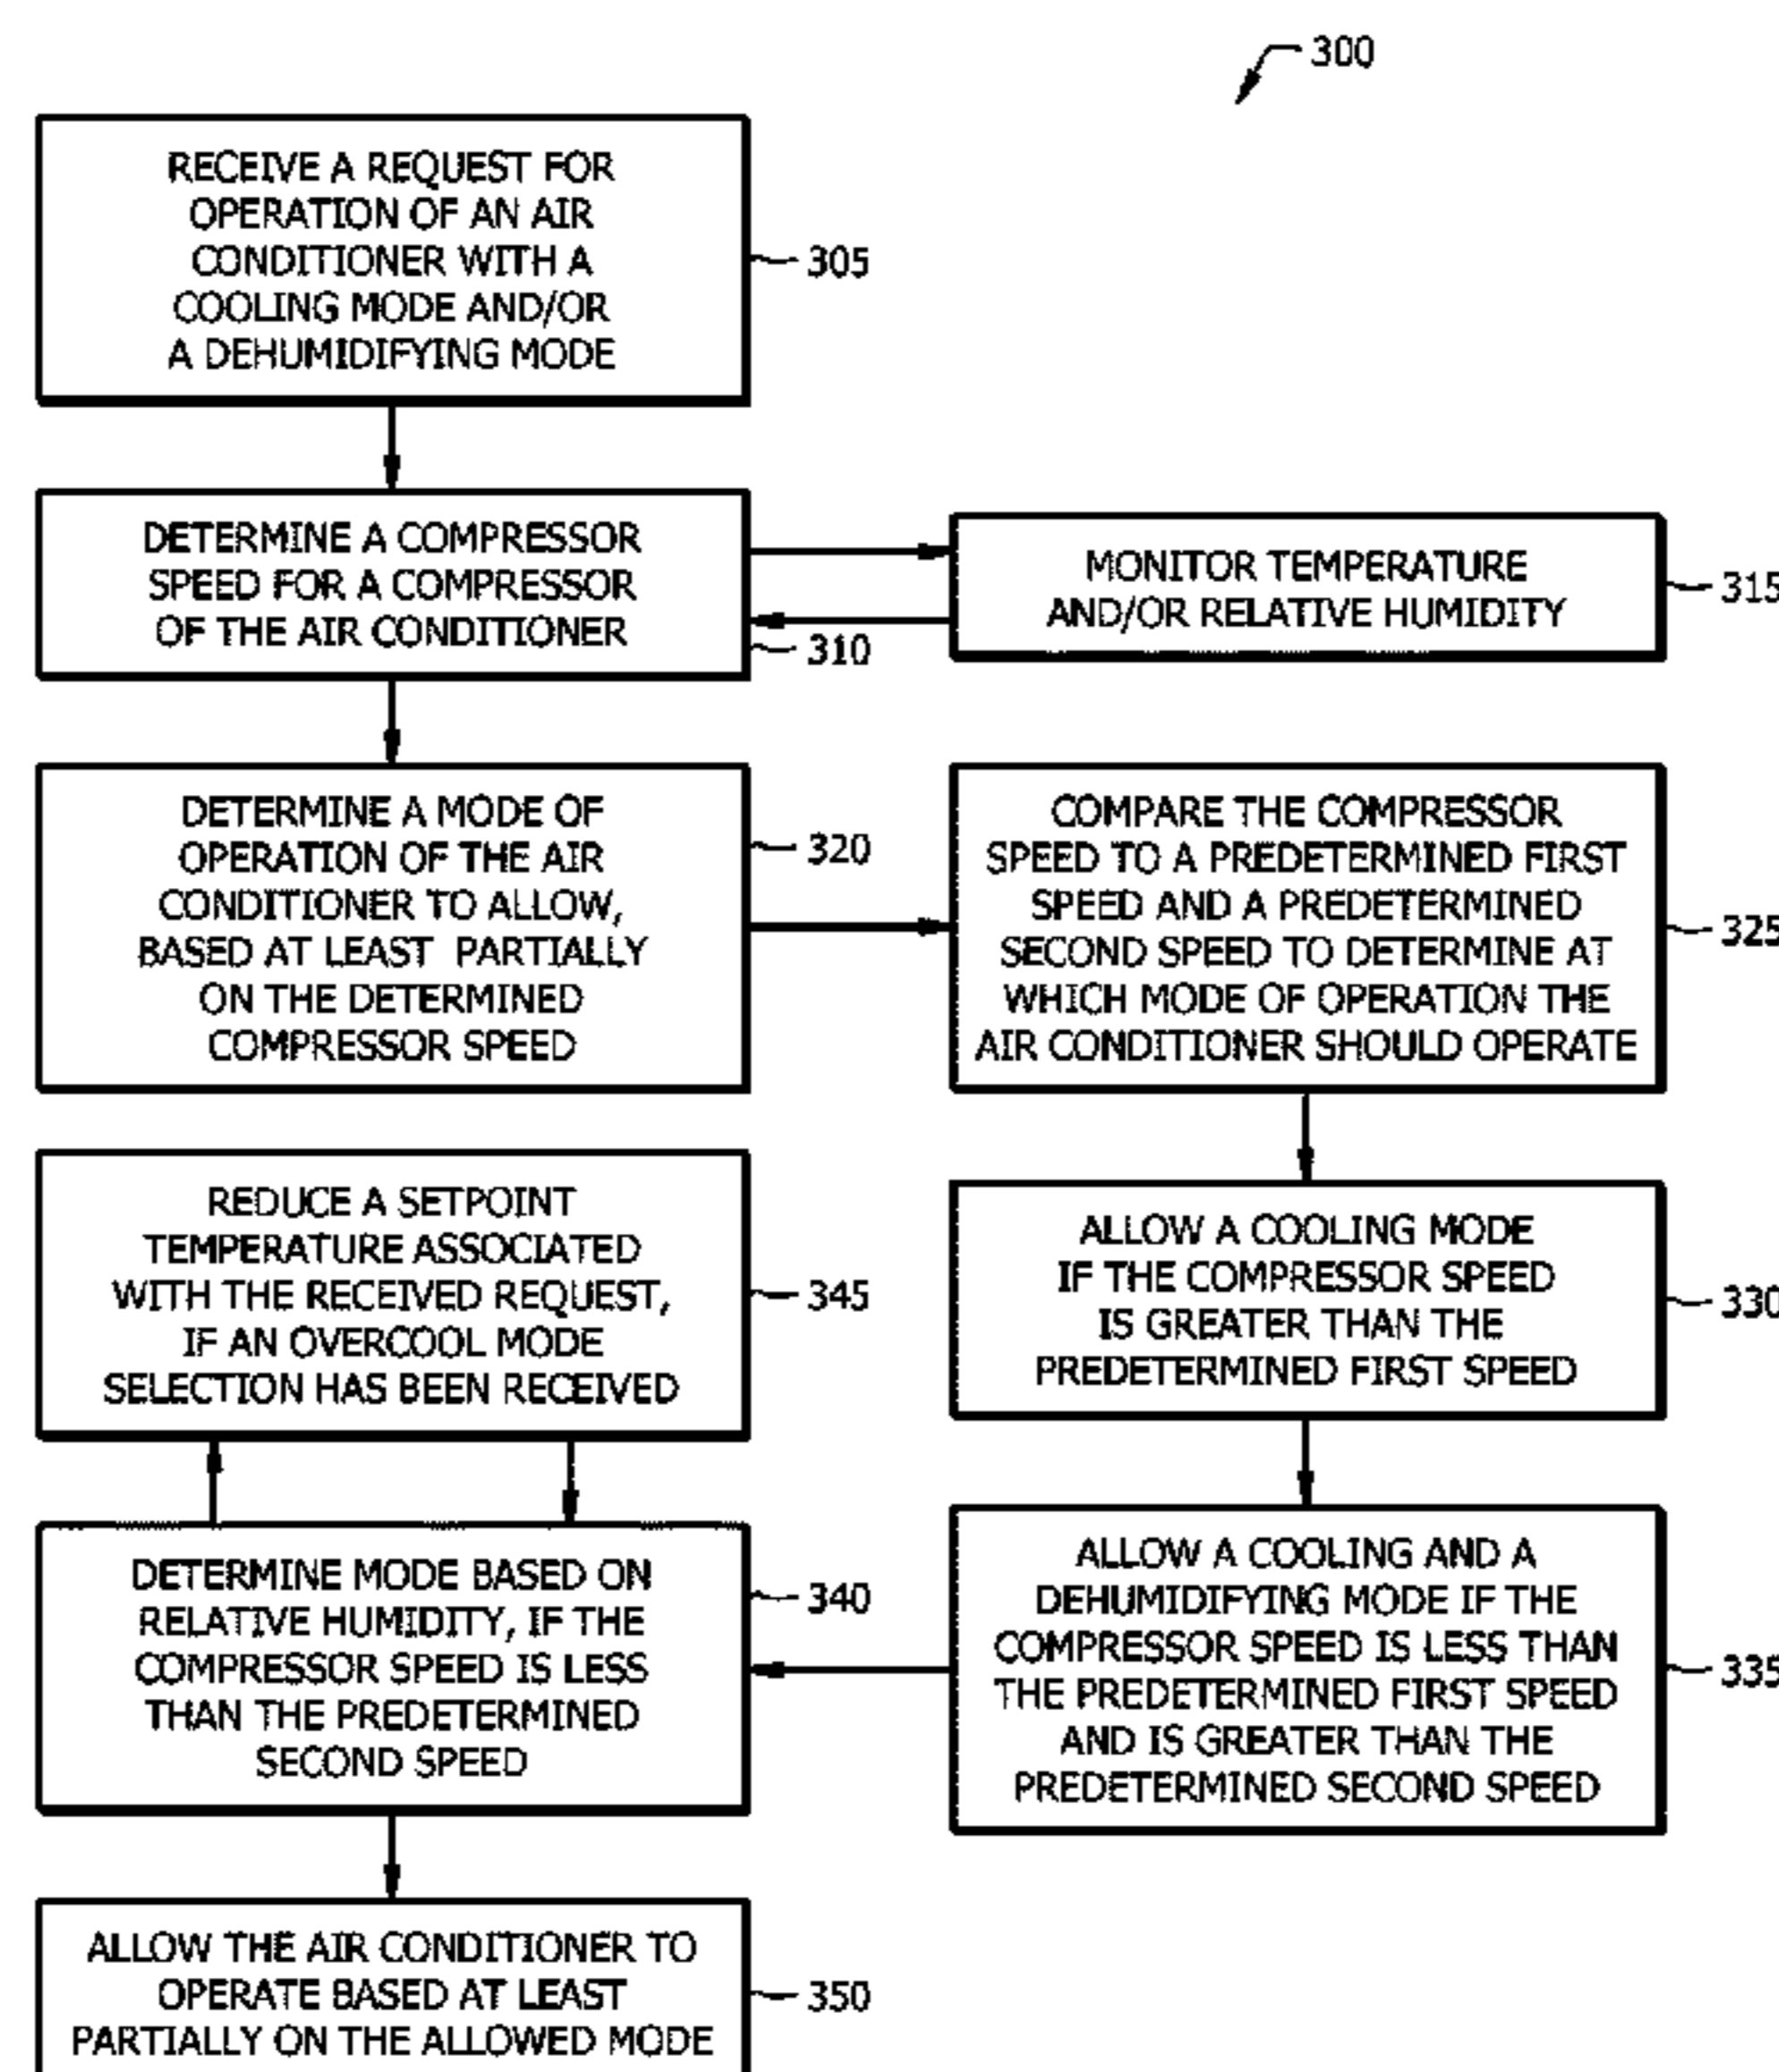 300
RECEIVE A REQUEST FOR
OPERATION OF AN AIR
CONDITIONER WITH A
COOLING MODE AND/OR
A DEHUMIDIFYING MODE
305
DETERMINE A COMPRESSOR
SPEED FOR A COMPRESSOR
OF THE AIR CONDITIONER
310
MONITOR TEMPERATURE
AND/OR RELATIVE HUMIDITY
315
DETERMINE A MODE OF
OPERATION OF THE AIR
CONDITIONER TO ALLOW,
BASED AT LEAST PARTIALLY
ON THE DETERMINED
COMPRESSOR SPEED
320
COMPARE THE COMPRESSOR
SPEED TO A PREDETERMINED FIRST
SPEED AND A PREDETERMINED
SECOND SPEED TO DETERMINE AT
WHICH MODE OF OPERATION THE
AIR CONDITIONER SHOULD OPERATE
325
ALLOW A COOLING MODE
IF THE COMPRESSOR SPEED
IS GREATER THAN THE
PREDETERMINED FIRST SPEED
330
ALLOW A COOLING AND A
DEHUMIDIFYING MODE IF THE
COMPRESSOR SPEED IS LESS THAN
THE PREDETERMINED FIRST SPEED
AND IS GREATER THAN THE
PREDETERMINED SECOND SPEED
335
REDUCE A SETPOINT
TEMPERATURE ASSOCIATED
WITH THE RECEIVED REQUEST,
IF AN OVERCOOL MODE
SELECTION HAS BEEN RECEIVED
345
DETERMINE MODE BASED ON
RELATIVE HUMIDITY, IF THE
COMPRESSOR SPEED IS LESS
THAN THE PREDETERMINED
SECOND SPEED
340
ALLOW THE AIR CONDITIONER TO
OPERATE BASED AT LEAST
PARTIALLY ON THE ALLOWED MODE
350